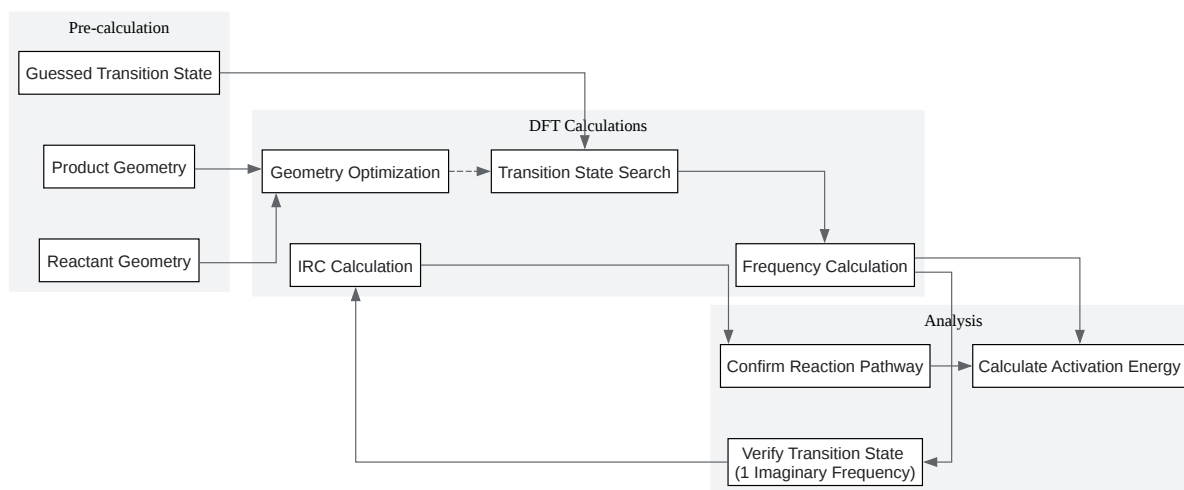 Pre-calculation
Guessed Transition State
Product Geometry
Reactant Geometry
DFT Calculations
Geometry Optimization
Transition State Search
IRC Calculation
Frequency Calculation
Analysis
Confirm Reaction Pathway
Calculate Activation Energy
Verify Transition State
(1 Imaginary Frequency)